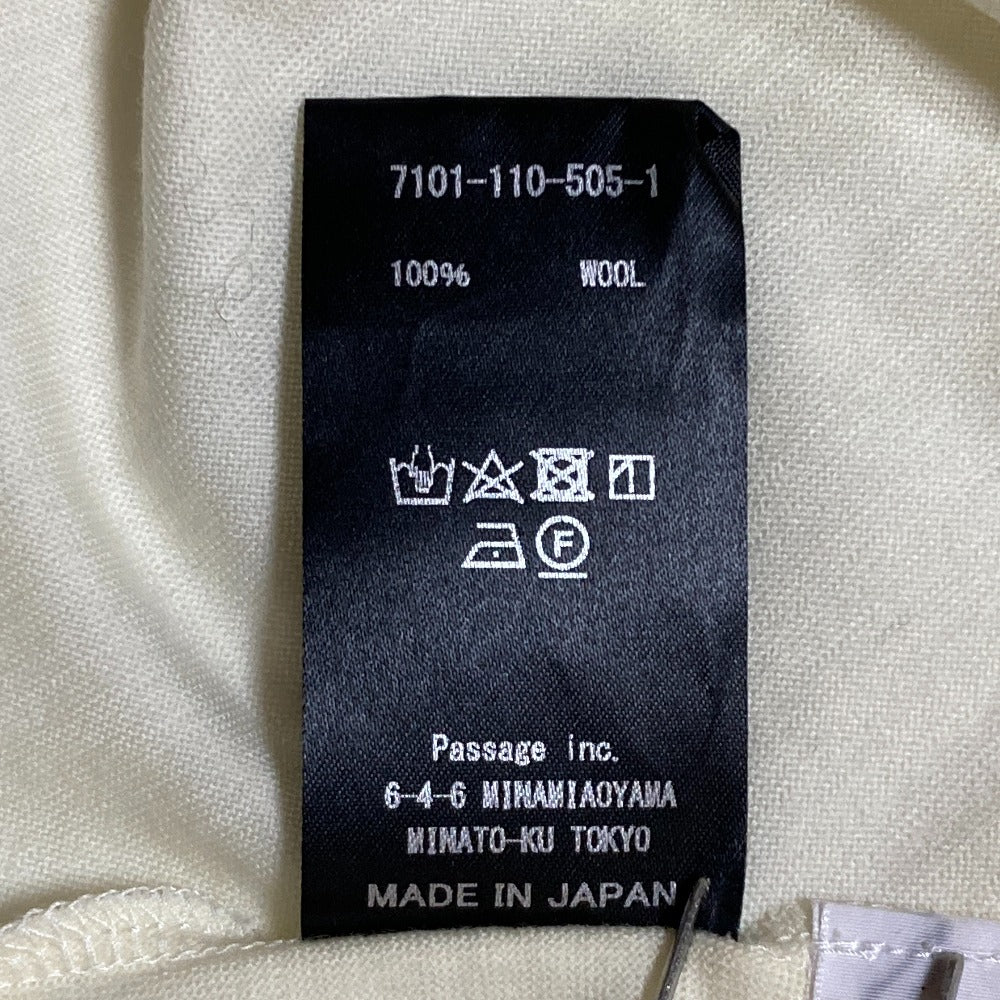 7101-110-505-1
100% WOOL
F
Passage inc.
6-4-6 MINAMIAOYAMA
MINATO-KU TOKYO
MADE IN JAPAN